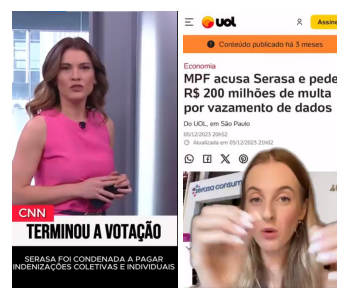 CNN
TERMINOU A VOTAÇÃO
SERASA FOI CONDENADA A PAGAR
INDENIZAÇÕES COLETIVAS E INDIVIDUAIS
UOL
Assine
Conteúdo publicado há 3 meses
Economia
MPF acusa Serasa e pede
R$ 200 milhões de multa
por vazamento de dados
Do UOL, em São Paulo
05/12/2023 20h52
Atualizada em 05/12/2023 21h02
serasa consum